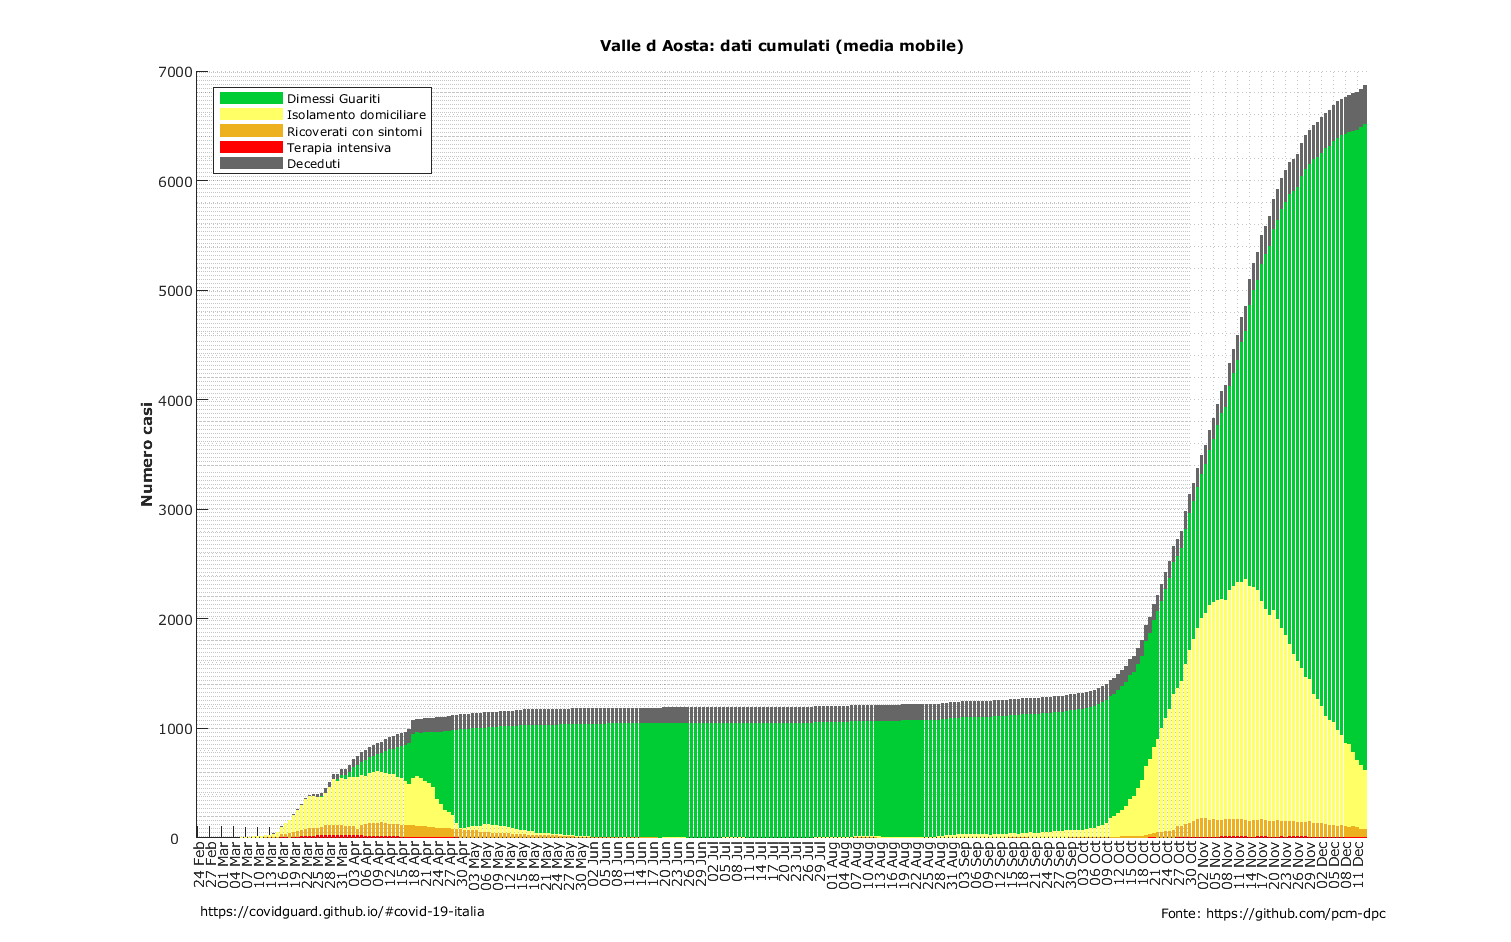 Valle d Aosta: dati cumulati (media mobile)
7000
6000
5000
4000
3000
2000
1000
0
Numero casi
Dimessi Guariti
Isolamento domiciliare
Ricoverati con sintomi
Terapia intensiva
Deceduti
24 Feb
27 Feb
01 Mar
04 Mar
07 Mar
10 Mar
13 Mar
16 Mar
19 Mar
22 Mar
25 Mar
28 Mar
31 Mar
03 Apr
06 Apr
09 Apr
12 Apr
15 Apr
18 Apr
21 Apr
24 Apr
27 Apr
30 Apr
03 May
06 May
09 May
12 May
15 May
18 May
21 May
24 May
27 May
30 May
02 Jun
05 Jun
08 Jun
11 Jun
14 Jun
17 Jun
20 Jun
23 Jun
26 Jun
29 Jun
02 Jul
05 Jul
08 Jul
11 Jul
14 Jul
17 Jul
20 Jul
23 Jul
26 Jul
29 Jul
01 Aug
04 Aug
07 Aug
10 Aug
13 Aug
16 Aug
19 Aug
22 Aug
25 Aug
28 Aug
31 Aug
03 Sep
06 Sep
09 Sep
12 Sep
15 Sep
18 Sep
21 Sep
24 Sep
27 Sep
30 Sep
03 Oct
06 Oct
09 Oct
12 Oct
15 Oct
18 Oct
21 Oct
24 Oct
27 Oct
30 Oct
02 Nov
05 Nov
08 Nov
11 Nov
14 Nov
17 Nov
20 Nov
23 Nov
26 Nov
29 Nov
02 Dec
05 Dec
08 Dec
11 Dec
https://covidguard.github.io/#covid-19-italia
Fonte: https://github.com/pcm-dpc